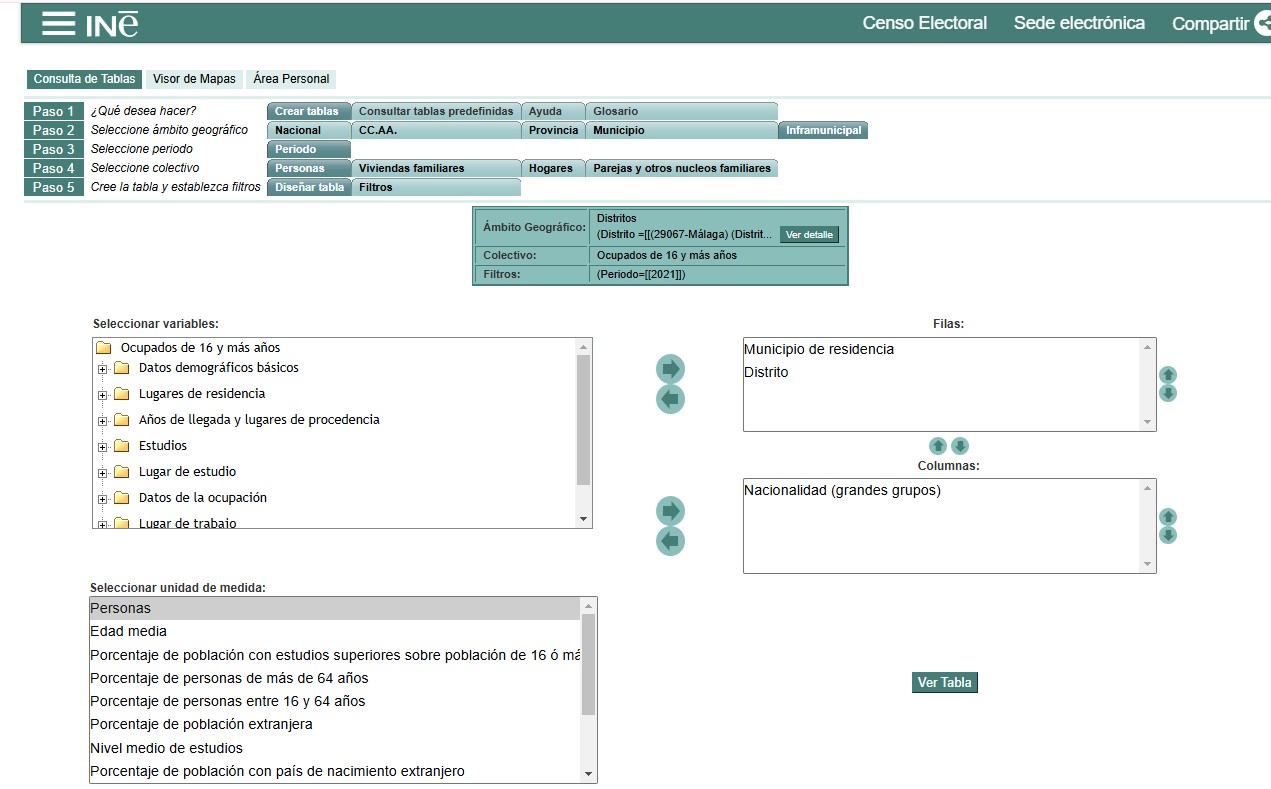 INE Censo Electoral Sede electrónica Compartir
Consulta de Tablas Visor de Mapas Área Personal
Paso 1 ¿Qué desea hacer? Crear tablas Consultar tablas predefinidas Ayuda Glosario
Paso 2 Seleccione ámbito geográfico Nacional CC.AA. Provincia Municipio Inframunicipal
Paso 3 Seleccione periodo Periodo
Paso 4 Seleccione colectivo Personas Viviendas familiares Hogares Parejas y otros nucleos familiares
Paso 5 Cree la tabla y establezca filtros Diseñar tabla Filtros
Ámbito Geográfico: Distritos
(Distrito =[[(29067-Málaga) (Distrit... Ver detalle
Colectivo: Ocupados de 16 y más años
Filtros: (Periodo=[[2021]])
Seleccionar variables:
Ocupados de 16 y más años
Datos demográficos básicos
Lugares de residencia
Años de llegada y lugares de procedencia
Estudios
Lugar de estudio
Datos de la ocupación
Lugar de trabajo
Filas:
Municipio de residencia
Distrito
Columnas:
Nacionalidad (grandes grupos)
Seleccionar unidad de medida:
Personas
Edad media
Porcentaje de población con estudios superiores sobre población de 16 ó má
Porcentaje de personas de más de 64 años
Porcentaje de personas entre 16 y 64 años
Porcentaje de población extranjera
Nivel medio de estudios
Porcentaje de población con país de nacimiento extranjero
Ver Tabla